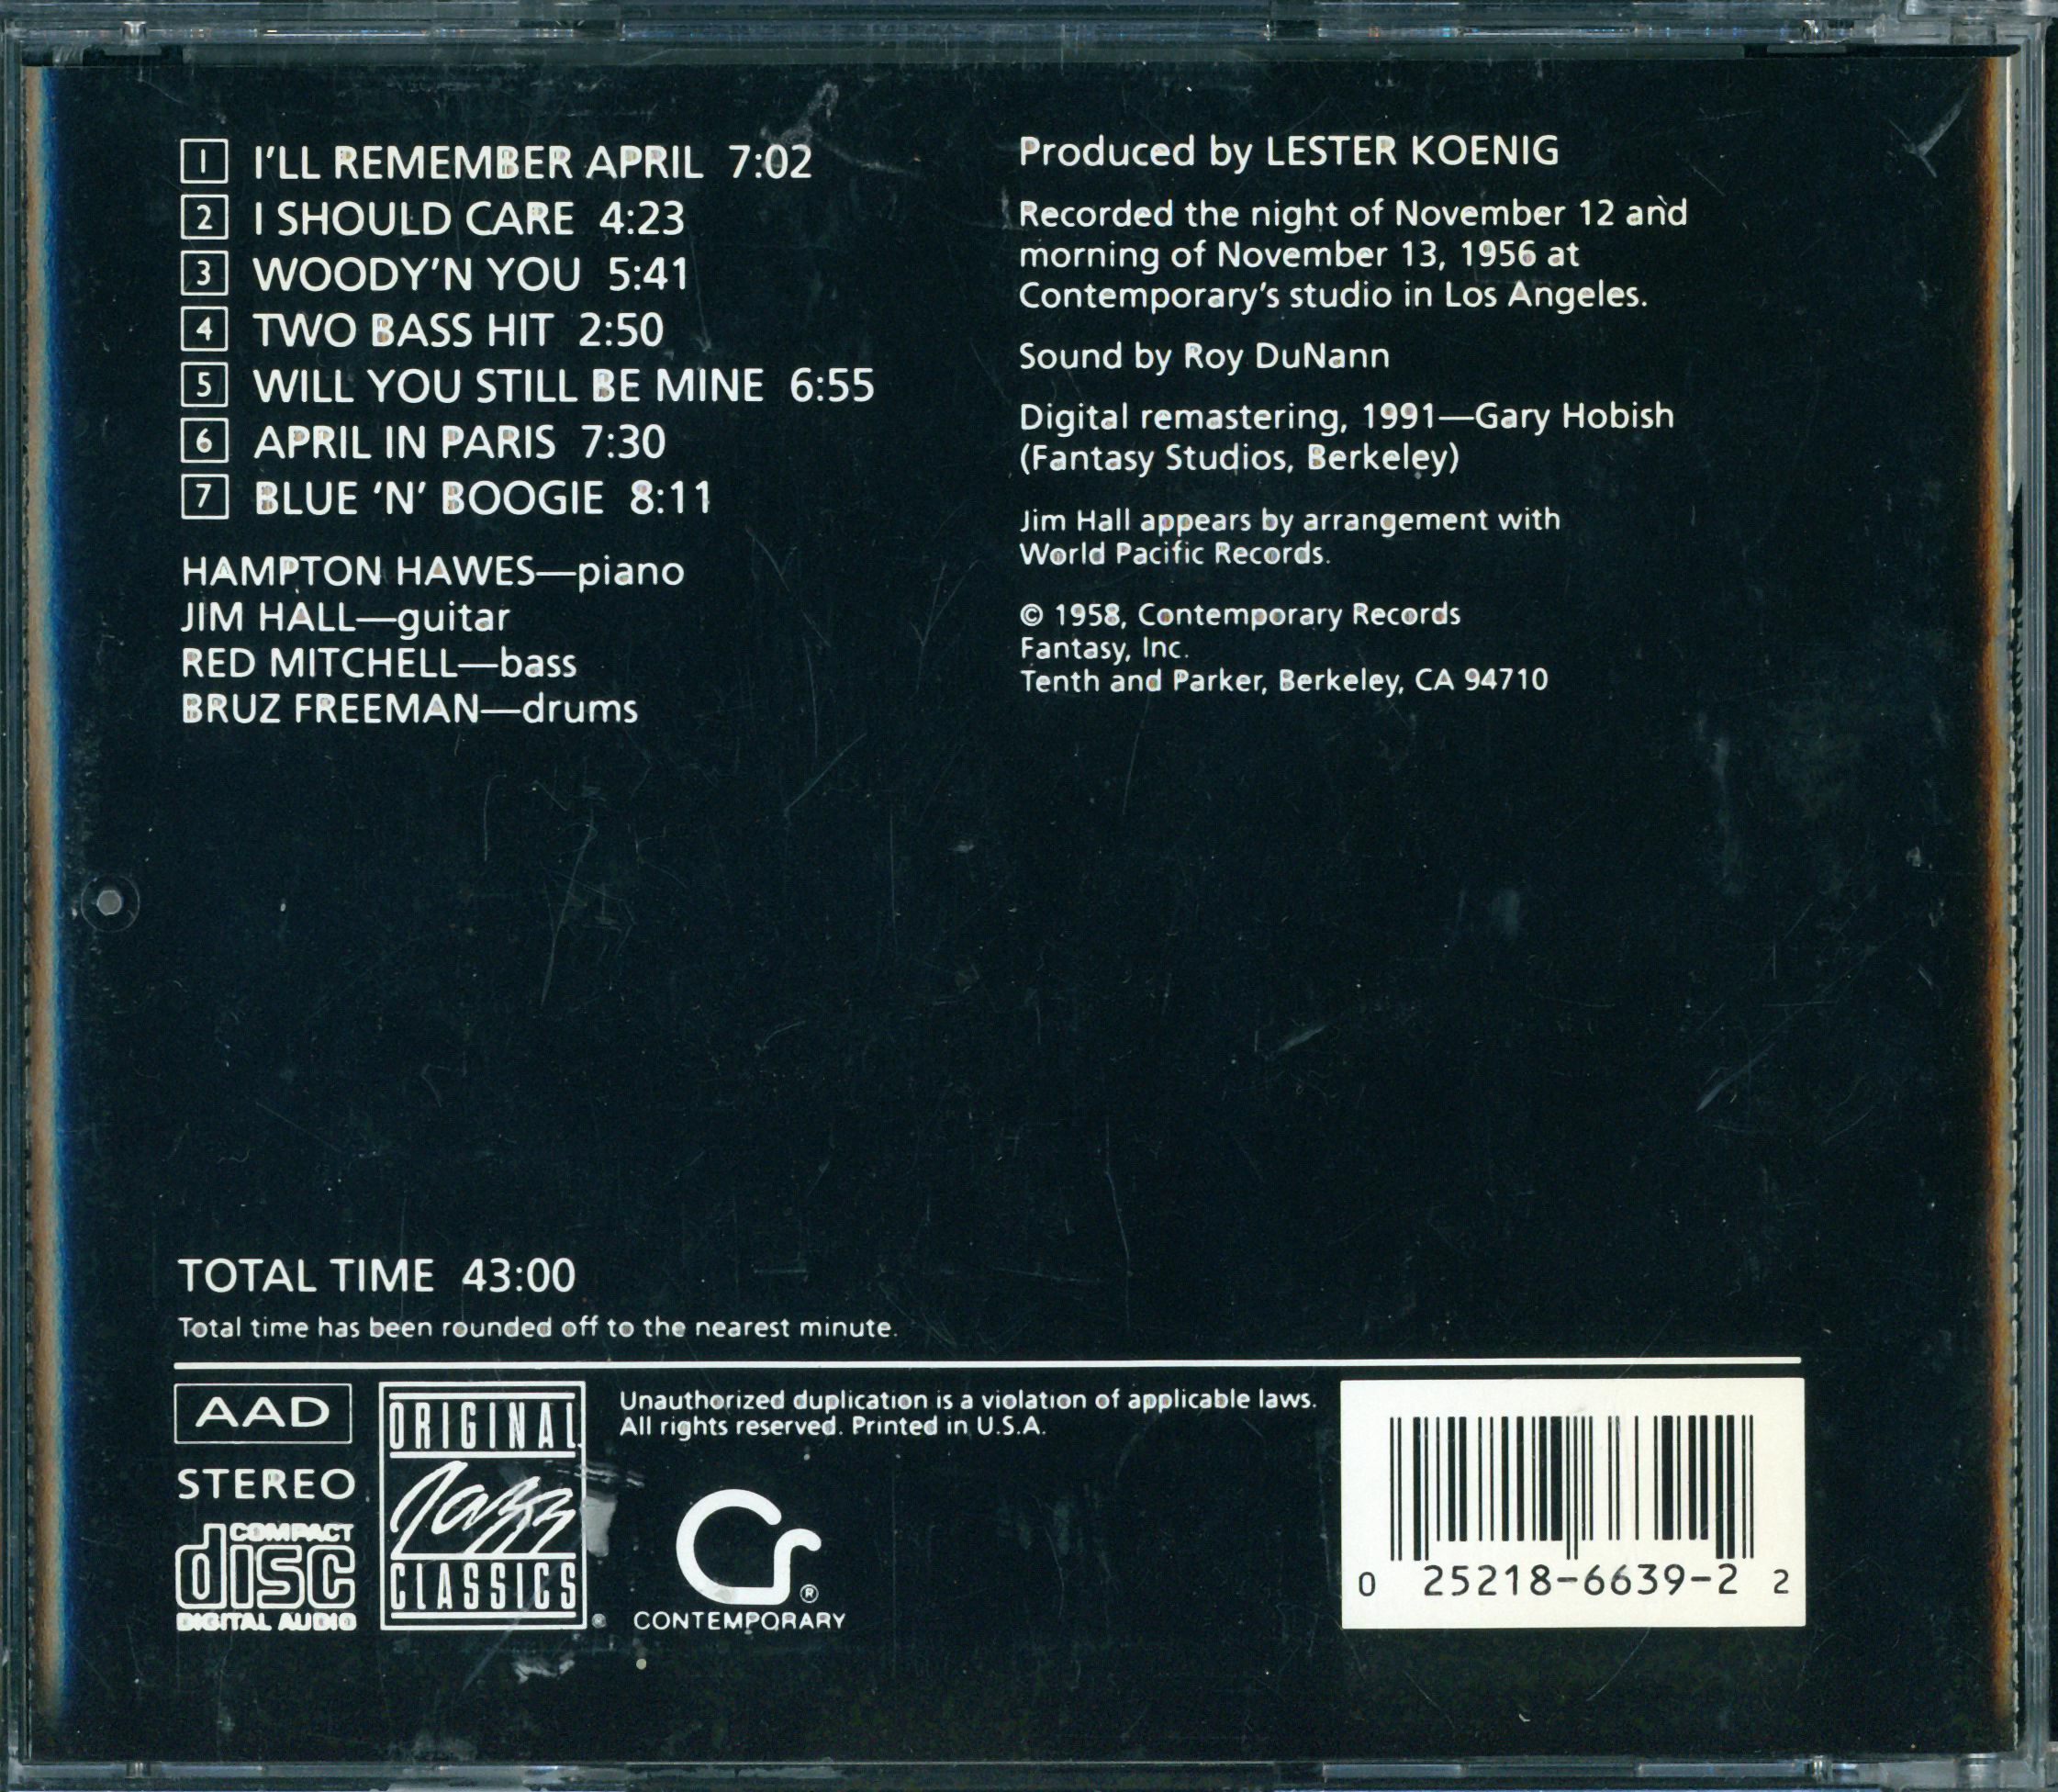 1 I'LL REMEMBER APRIL 7:02
2 I SHOULD CARE 4:23
3 WOODY'N YOU 5:41
4 TWO BASS HIT 2:50
5 WILL YOU STILL BE MINE 6:55
6 APRIL IN PARIS 7:30
7 BLUE 'N' BOOGIE 8:11
HAMPTON HAWES—piano
JIM HALL—guitar
RED MITCHELL—bass
BRUZ FREEMAN—drums
Produced by LESTER KOENIG
Recorded the night of November 12 and
morning of November 13, 1956 at
Contemporary's studio in Los Angeles.
Sound by Roy DuNann
Digital remastering, 1991—Gary Hobish
(Fantasy Studios, Berkeley)
Jim Hall appears by arrangement with
World Pacific Records.
© 1958, Contemporary Records
Fantasy, Inc.
Tenth and Parker, Berkeley, CA 94710
TOTAL TIME 43:00
Total time has been rounded off to the nearest minute.
AAD
STEREO
COMPACT
disc
DIGITAL AUDIO
ORIGINAL
Jazz
CLASSICS ®
Unauthorized duplication is a violation of applicable laws.
All rights reserved. Printed in U.S.A.
Cr ®
CONTEMPORARY
0 25218-6639-2 2